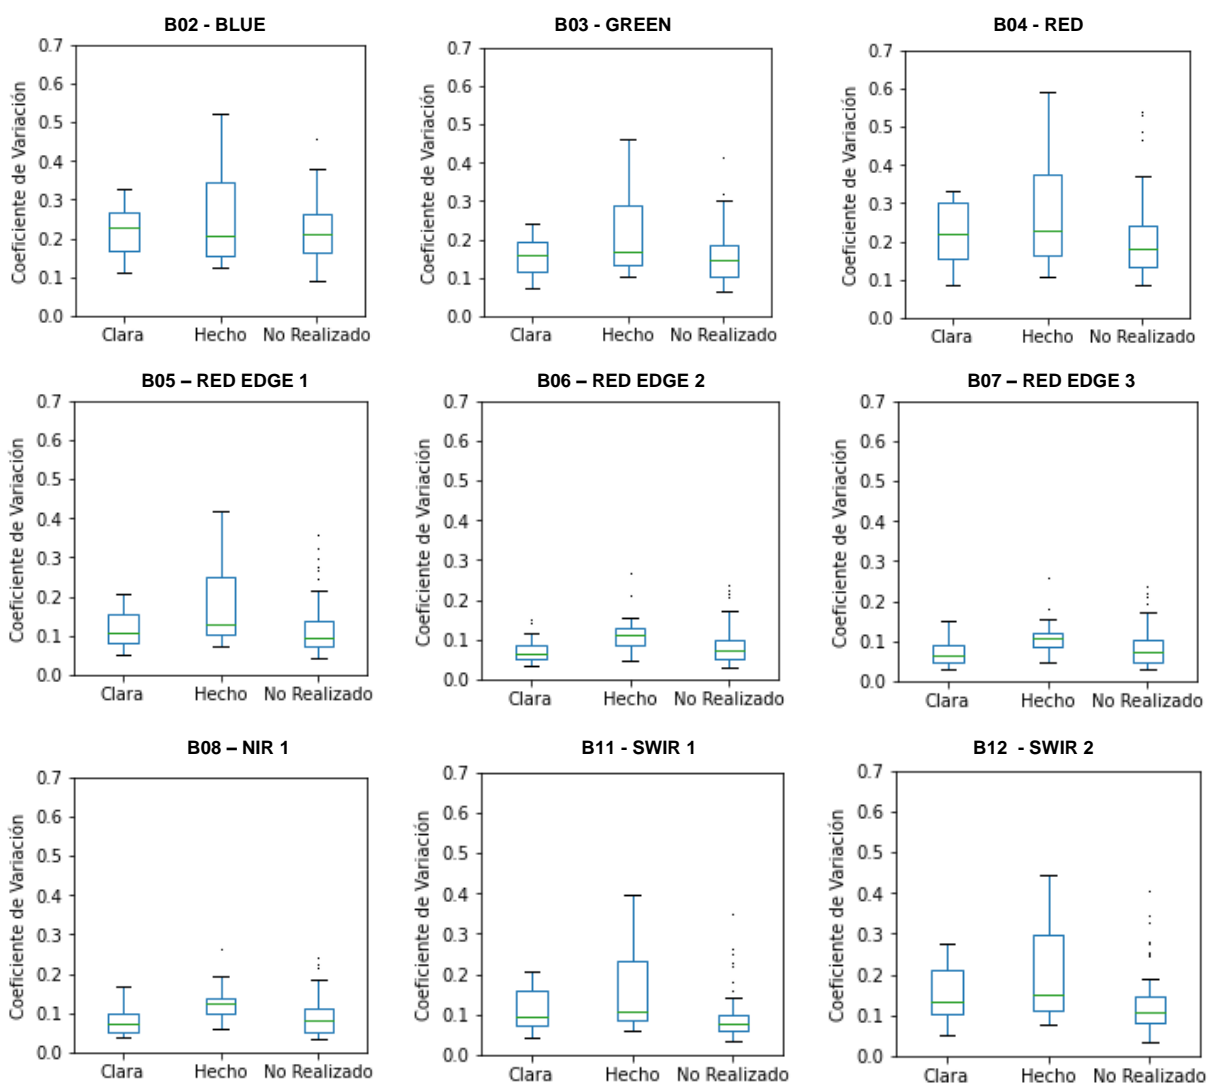 B02 - BLUE
B03 - GREEN
B04 - RED
Coeficiente de Variación
0.7
0.6
0.5
0.4
0.3
0.2
0.1
0.0
Clara Hecho No Realizado
Coeficiente de Variación
0.7
0.6
0.5
0.4
0.3
0.2
0.1
0.0
Clara Hecho No Realizado
Coeficiente de Variación
0.7
0.6
0.5
0.4
0.3
0.2
0.1
0.0
Clara Hecho No Realizado
B05 – RED EDGE 1
B06 – RED EDGE 2
B07 – RED EDGE 3
Coeficiente de Variación
0.7
0.6
0.5
0.4
0.3
0.2
0.1
0.0
Clara Hecho No Realizado
Coeficiente de Variación
0.7
0.6
0.5
0.4
0.3
0.2
0.1
0.0
Clara Hecho No Realizado
Coeficiente de Variación
0.7
0.6
0.5
0.4
0.3
0.2
0.1
0.0
Clara Hecho No Realizado
B08 – NIR 1
B11 - SWIR 1
B12 - SWIR 2
Coeficiente de Variación
0.7
0.6
0.5
0.4
0.3
0.2
0.1
0.0
Clara Hecho No Realizado
Coeficiente de Variación
0.7
0.6
0.5
0.4
0.3
0.2
0.1
0.0
Clara Hecho No Realizado
Coeficiente de Variación
0.7
0.6
0.5
0.4
0.3
0.2
0.1
0.0
Clara Hecho No Realizado